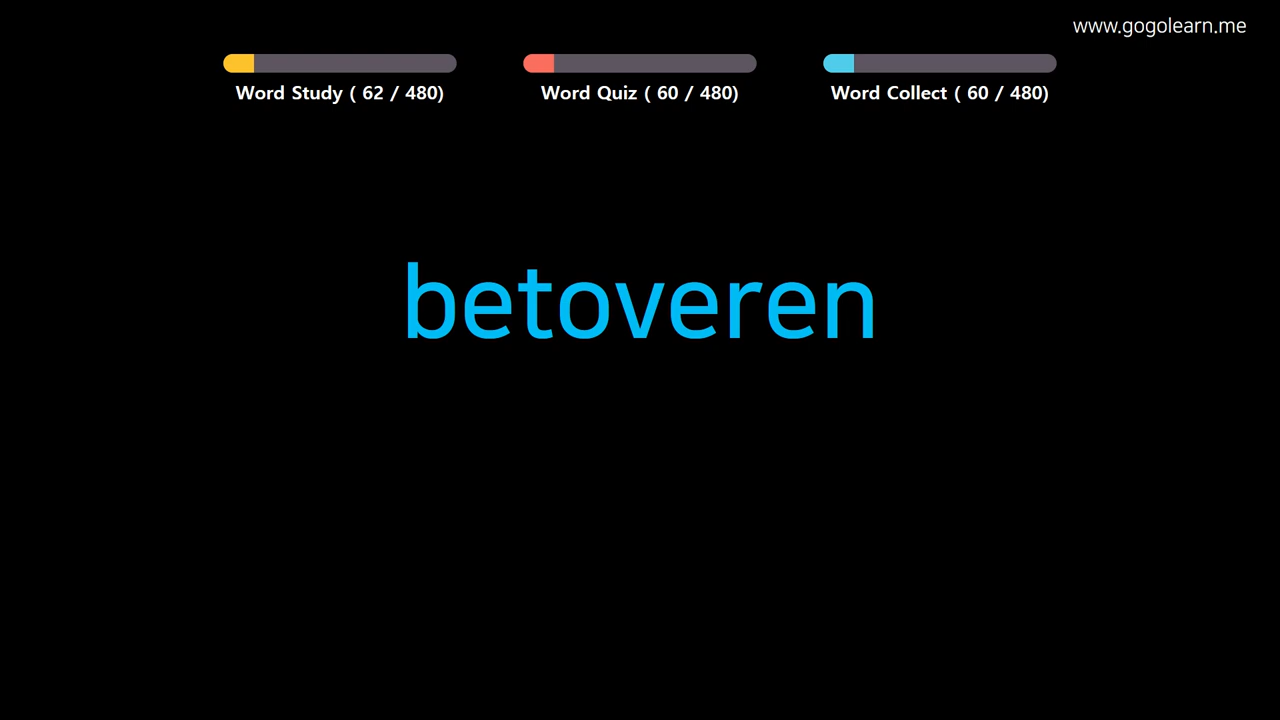 www.gogolearn.me
Word Study ( 62 / 480)
Word Quiz ( 60 / 480)
Word Collect ( 60 / 480)
betoveren